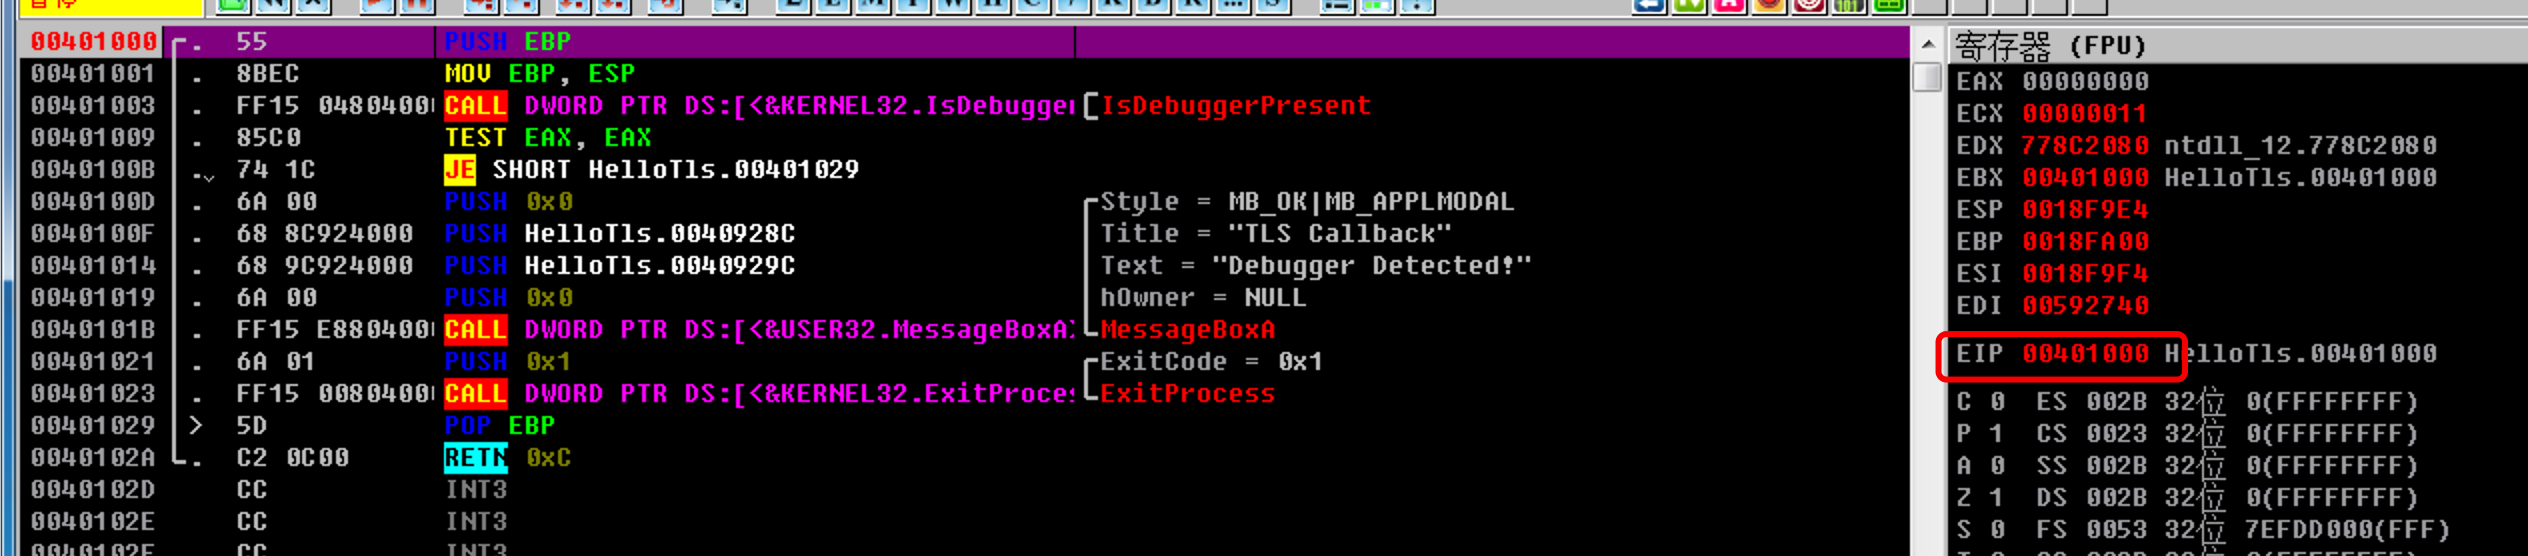 00401000 . 55 PUSH EBP
00401001 . 8BEC MOV EBP, ESP
00401003 . FF15 04804000 CALL DWORD PTR DS:[<&KERNEL32.IsDebugger [IsDebuggerPresent
00401009 . 85C0 TEST EAX, EAX
0040100B . 74 1C JE SHORT HelloTls.00401029
0040100D . 6A 00 PUSH 0x0 Style = MB_OK|MB_APPLMODAL
0040100F . 68 8C924000 PUSH HelloTls.0040928C Title = "TLS Callback"
00401014 . 68 9C924000 PUSH HelloTls.0040929C Text = "Debugger Detected!"
00401019 . 6A 00 PUSH 0x0 hOwner = NULL
0040101B . FF15 E8804000 CALL DWORD PTR DS:[<&USER32.MessageBoxA> MessageBoxA
00401021 . 6A 01 PUSH 0x1 ExitCode = 0x1
00401023 . FF15 00804000 CALL DWORD PTR DS:[<&KERNEL32.ExitProces ExitProcess
00401029 > 5D POP EBP
0040102A . C2 0C00 RETN 0xC
0040102D CC INT3
0040102E CC INT3
0040102F CC INT3
寄存器 (FPU)
EAX 00000000
ECX 00000011
EDX 778C2080 ntdll_12.778C2080
EBX 00401000 HelloTls.00401000
ESP 0018F9E4
EBP 0018FA00
ESI 0018F9F4
EDI 00592740
EIP 00401000 HelloTls.00401000
C 0 ES 002B 32位 0(FFFFFFFF)
P 1 CS 0023 32位 0(FFFFFFFF)
A 0 SS 002B 32位 0(FFFFFFFF)
Z 1 DS 002B 32位 0(FFFFFFFF)
S 0 FS 0053 32位 7EFDD000(FFF)